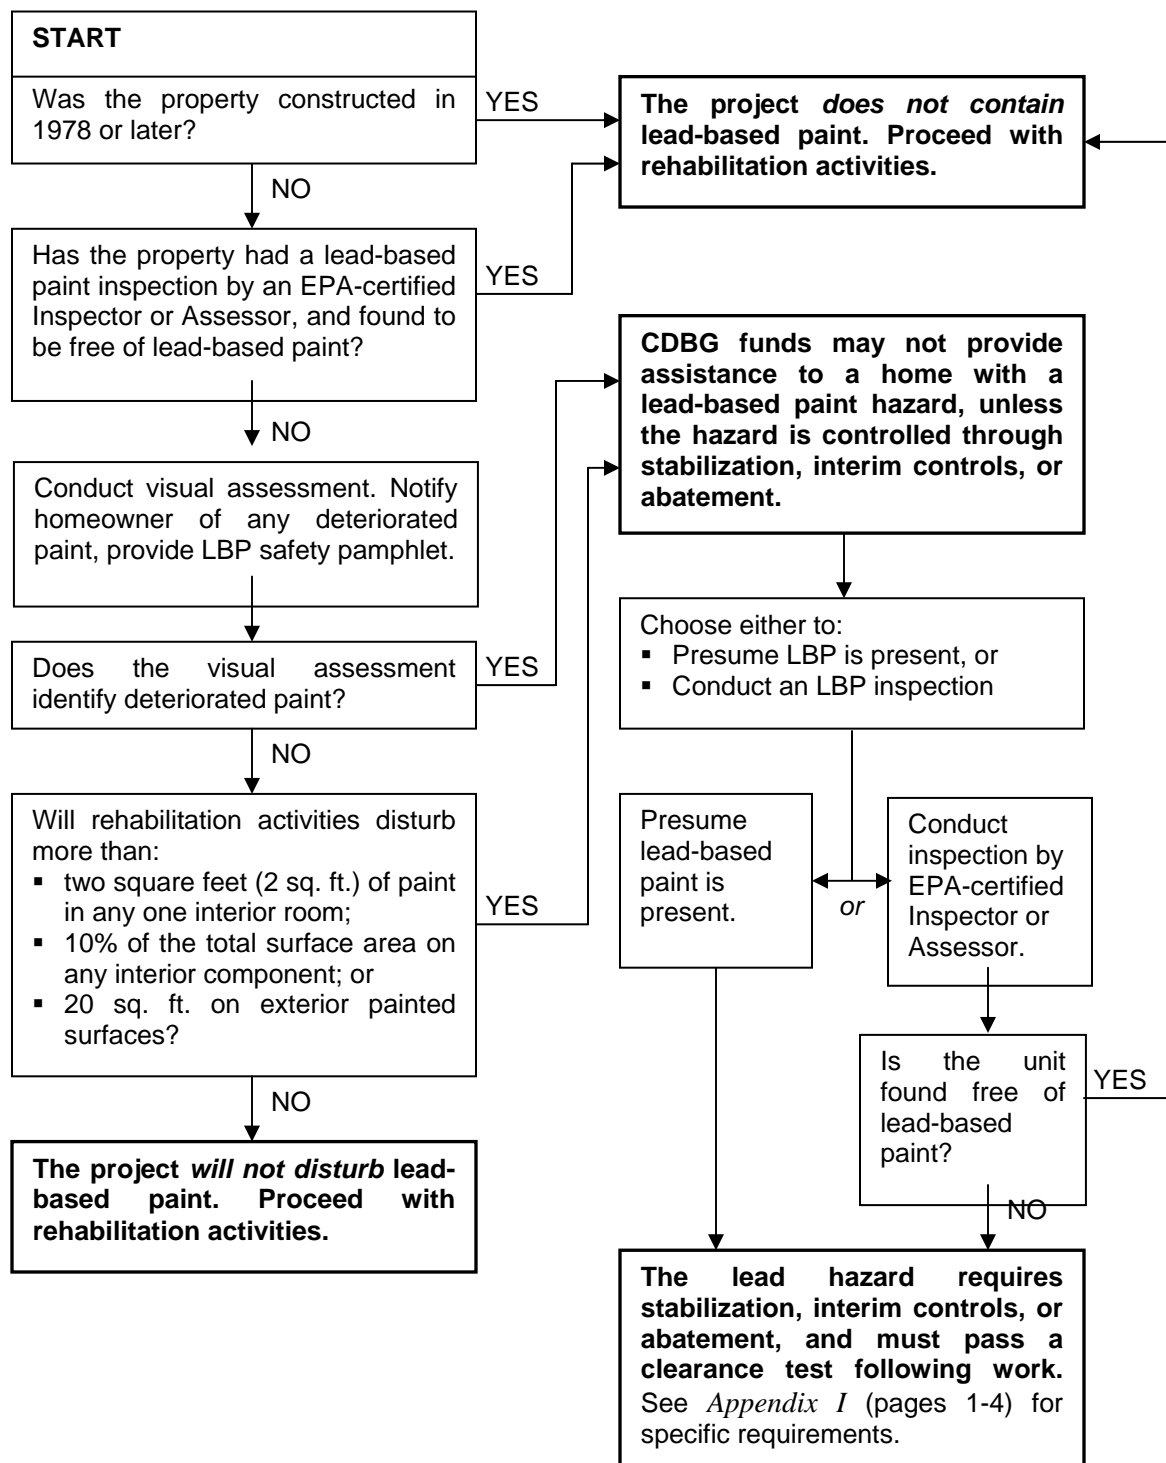 START
Was the property constructed in
1978 or later?
YES
NO
Has the property had a lead-based
paint inspection by an EPA-certified
Inspector or Assessor, and found to
be free of lead-based paint?
YES
NO
Conduct visual assessment. Notify
homeowner of any deteriorated
paint, provide LBP safety pamphlet.
Does the visual assessment
identify deteriorated paint?
YES
NO
Will rehabilitation activities disturb
more than:
▪ two square feet (2 sq. ft.) of paint
in any one interior room;
▪ 10% of the total surface area on
any interior component; or
▪ 20 sq. ft. on exterior painted
surfaces?
YES
NO
The project will not disturb lead-
based paint. Proceed with
rehabilitation activities.
The project does not contain
lead-based paint. Proceed with
rehabilitation activities.
CDBG funds may not provide
assistance to a home with a
lead-based paint hazard, unless
the hazard is controlled through
stabilization, interim controls, or
abatement.
Choose either to:
▪ Presume LBP is present, or
▪ Conduct an LBP inspection
Presume
lead-based
paint is
present.
or
Conduct
inspection by
EPA-certified
Inspector or
Assessor.
Is the unit
found free of
lead-based
paint?
YES
NO
The lead hazard requires
stabilization, interim controls, or
abatement, and must pass a
clearance test following work.
See Appendix I (pages 1-4) for
specific requirements.